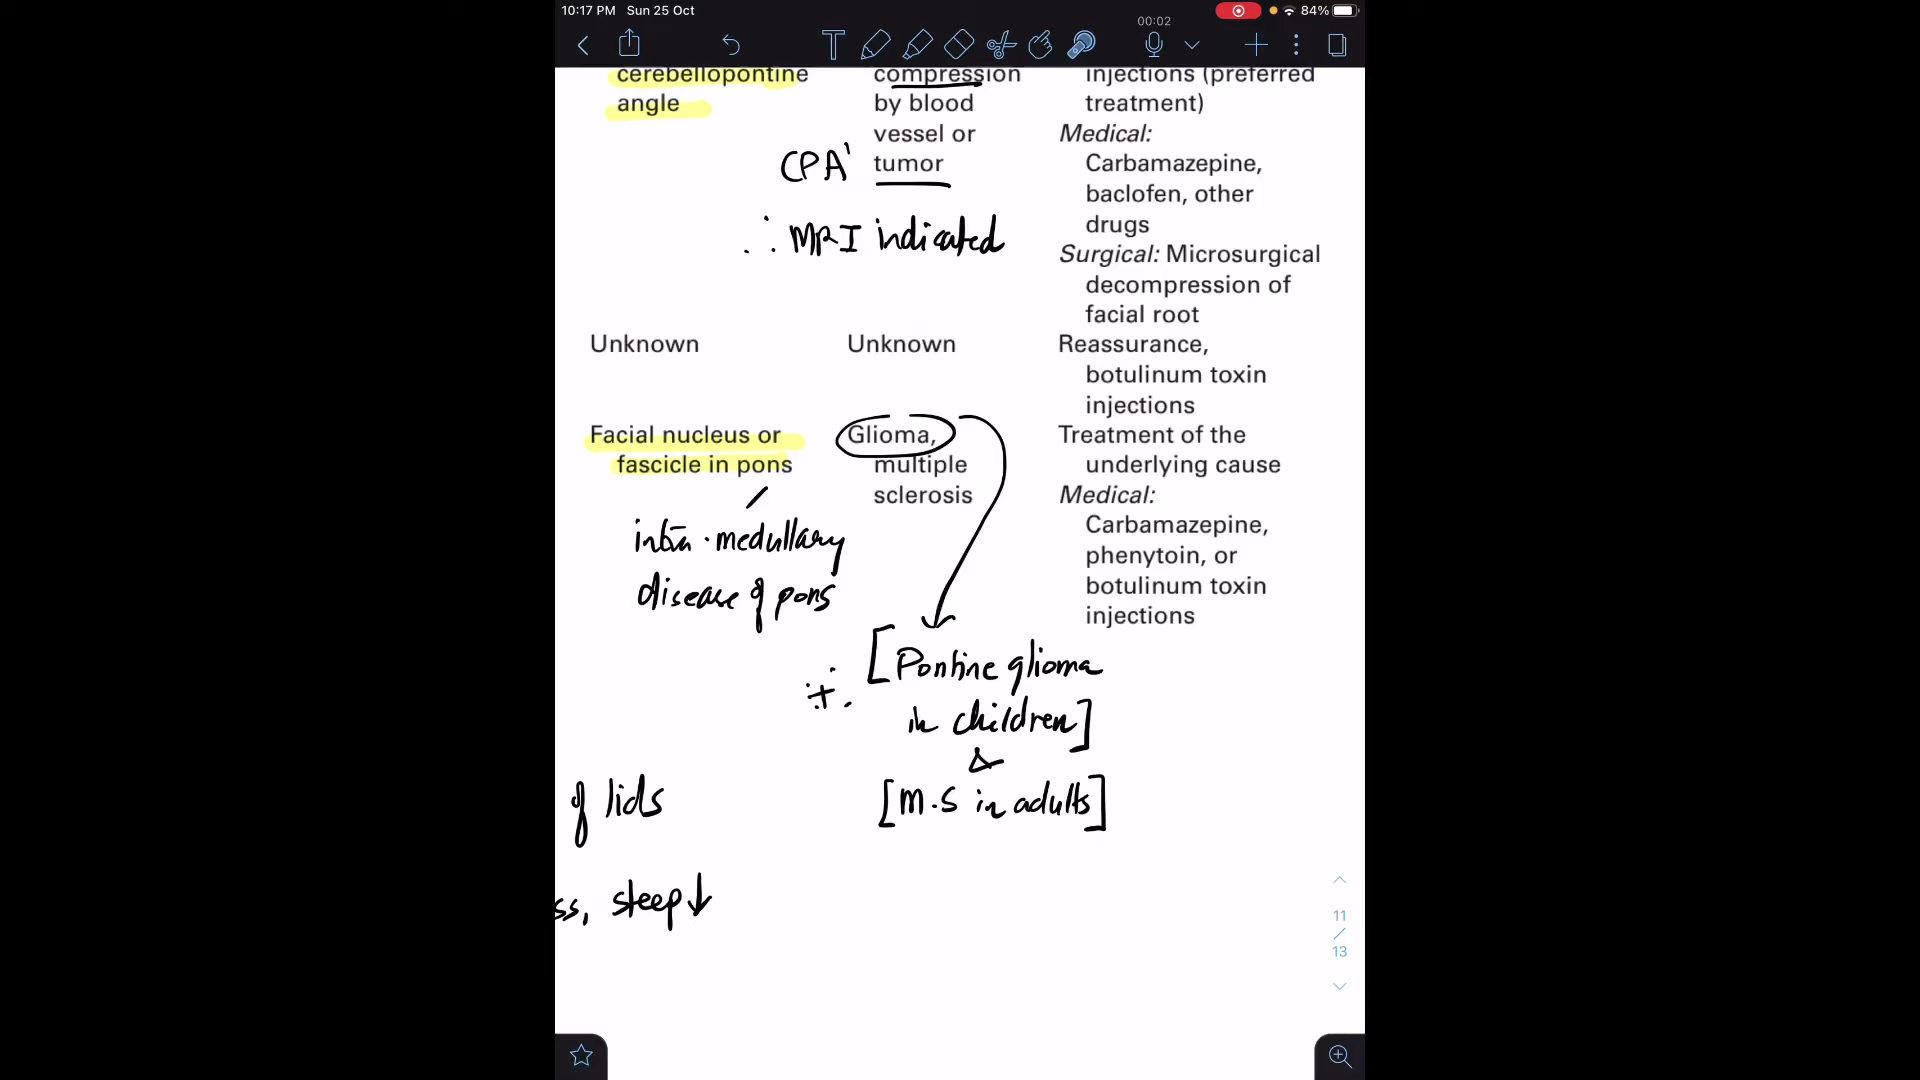 10:17 PM Sun 25 Oct
84%
00:02
cerebellopontine
angle
compression
by blood
vessel or
tumor
injections (preferred
treatment)
Medical:
Carbamazepine,
baclofen, other
drugs
Surgical: Microsurgical
decompression of
facial root
CPA'
∴ MRI indicated
Unknown
Unknown
Reassurance,
botulinum toxin
injections
Facial nucleus or
fascicle in pons
Glioma,
multiple
sclerosis
Treatment of the
underlying cause
Medical:
Carbamazepine,
phenytoin, or
botulinum toxin
injections
intra·medullary
disease of pons
[Pontine glioma
in children]
&
[M.S in adults]
of lids
ss, steep↓
11
/
13